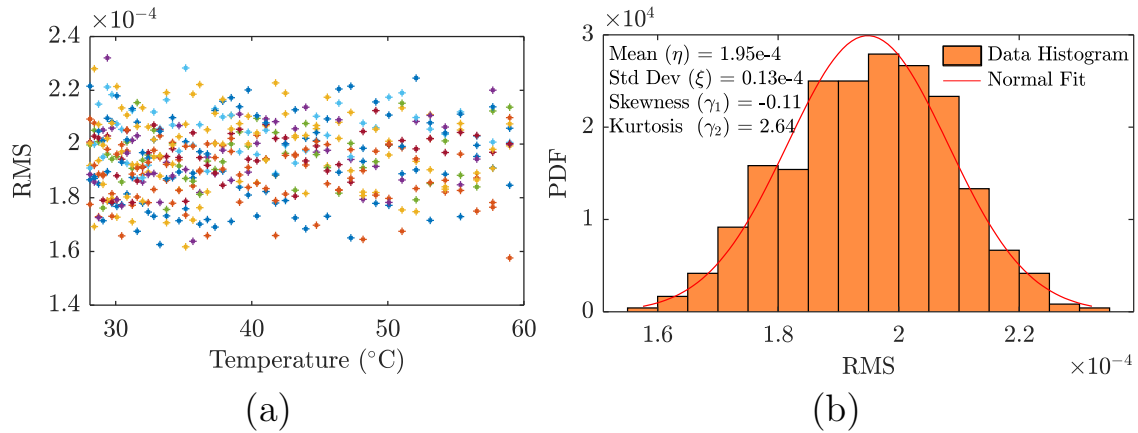 ×10⁻⁴
2.4
2.2
2
1.8
1.6
1.4
RMS
30
40
50
60
Temperature (°C)
(a)
×10⁴
3
2
1
0
PDF
Mean (η) = 1.95e-4
Std Dev (ξ) = 0.13e-4
Skewness (γ₁) = -0.11
Kurtosis (γ₂) = 2.64
Data Histogram
Normal Fit
1.6
1.8
2
2.2
RMS
×10⁻⁴
(b)